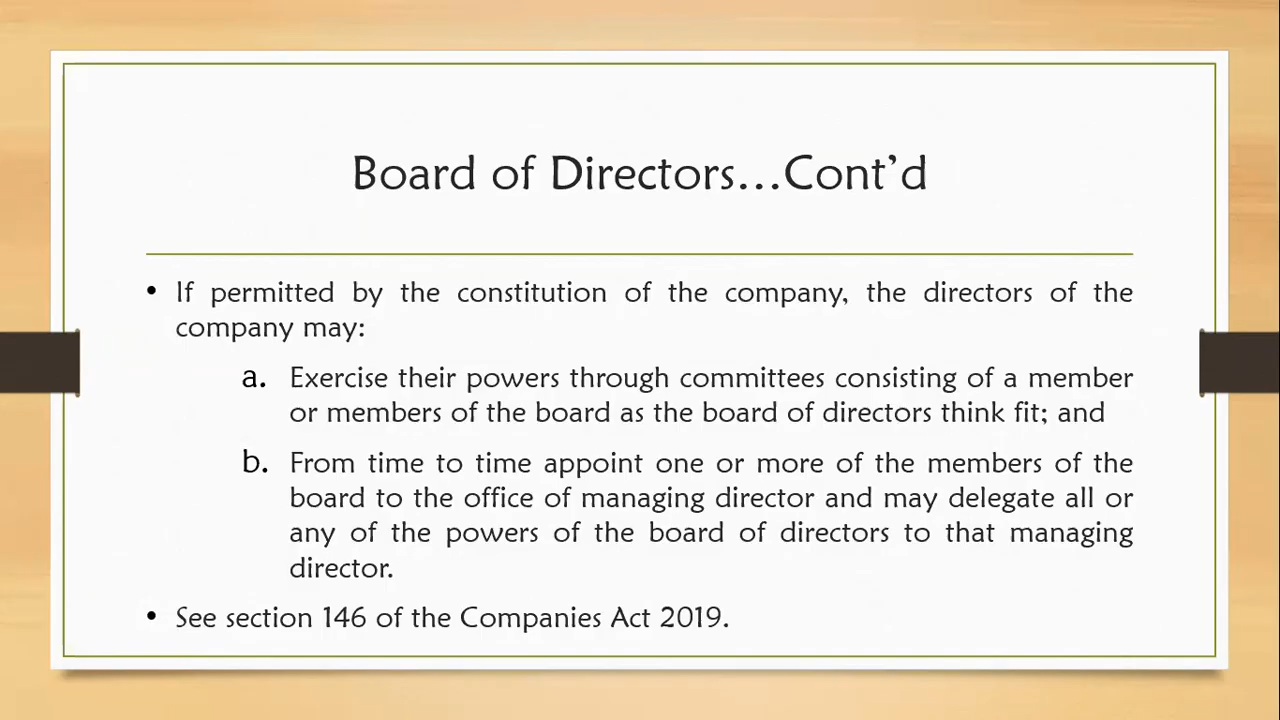 Board of Directors...Cont’d
• If permitted by the constitution of the company, the directors of the
company may:
a. Exercise their powers through committees consisting of a member
or members of the board as the board of directors think fit; and
b. From time to time appoint one or more of the members of the
board to the office of managing director and may delegate all or
any of the powers of the board of directors to that managing
director.
• See section 146 of the Companies Act 2019.